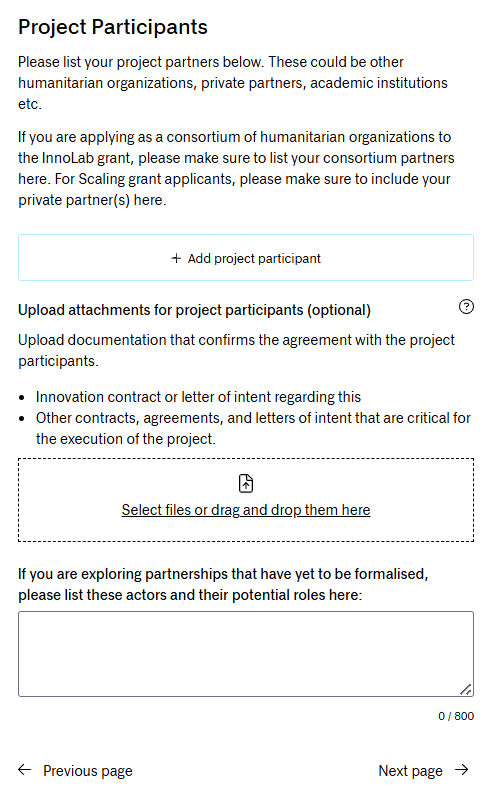 Project Participants
Please list your project partners below. These could be other
humanitarian organizations, private partners, academic institutions
etc.
If you are applying as a consortium of humanitarian organizations to
the InnoLab grant, please make sure to list your consortium partners
here. For Scaling grant applicants, please make sure to include your
private partner(s) here.
+ Add project participant
Upload attachments for project participants (optional)
Upload documentation that confirms the agreement with the project
participants.
• Innovation contract or letter of intent regarding this
• Other contracts, agreements, and letters of intent that are critical for
the execution of the project.
Select files or drag and drop them here
If you are exploring partnerships that have yet to be formalised,
please list these actors and their potential roles here:
0 / 800
← Previous page
Next page →